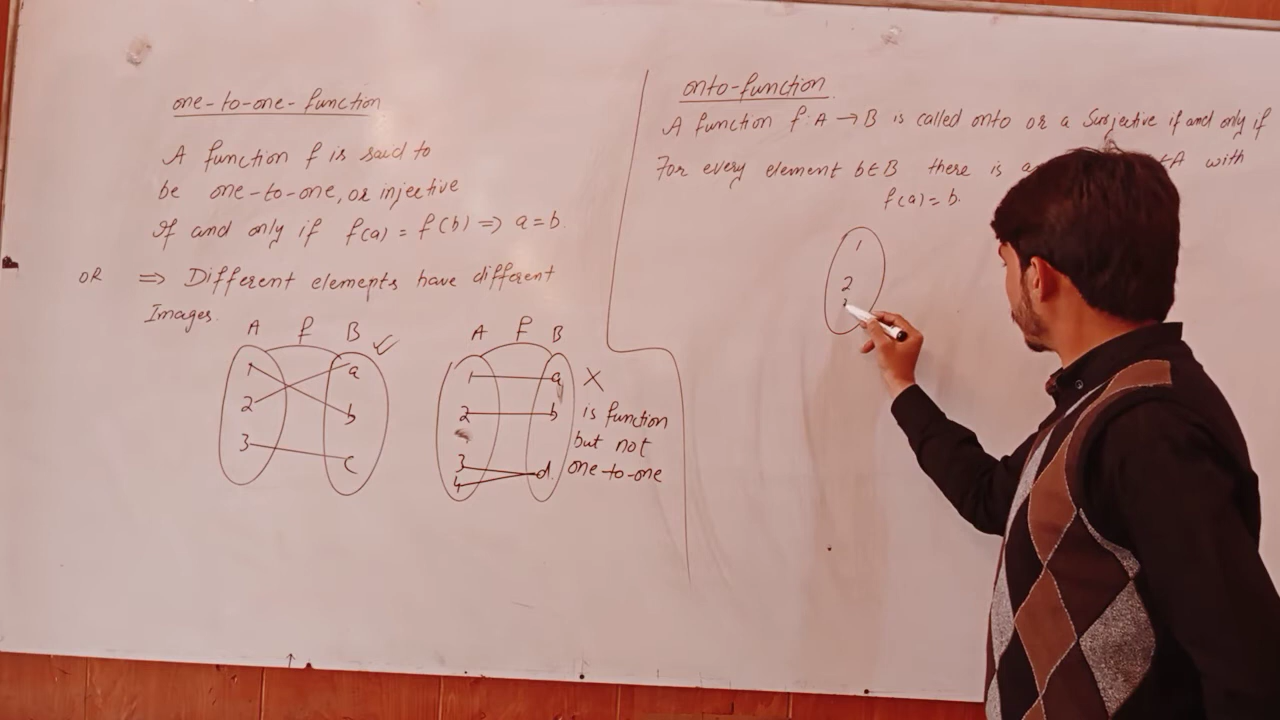 one-to-one-function
A function f is said to
be one-to-one, or injective
If and only if f(a) = f(b) => a=b.
OR => Different elements have different
Images.
A f B ✓
1 a
2 b
3 c
A f B
1 a X
2 b is function
but not
3 one-to-one
4 d.
onto-function
A function f: A → B is called onto or a Surjective if and only if
For every element b∈B there is ∈A with
f(a) = b.
1
2